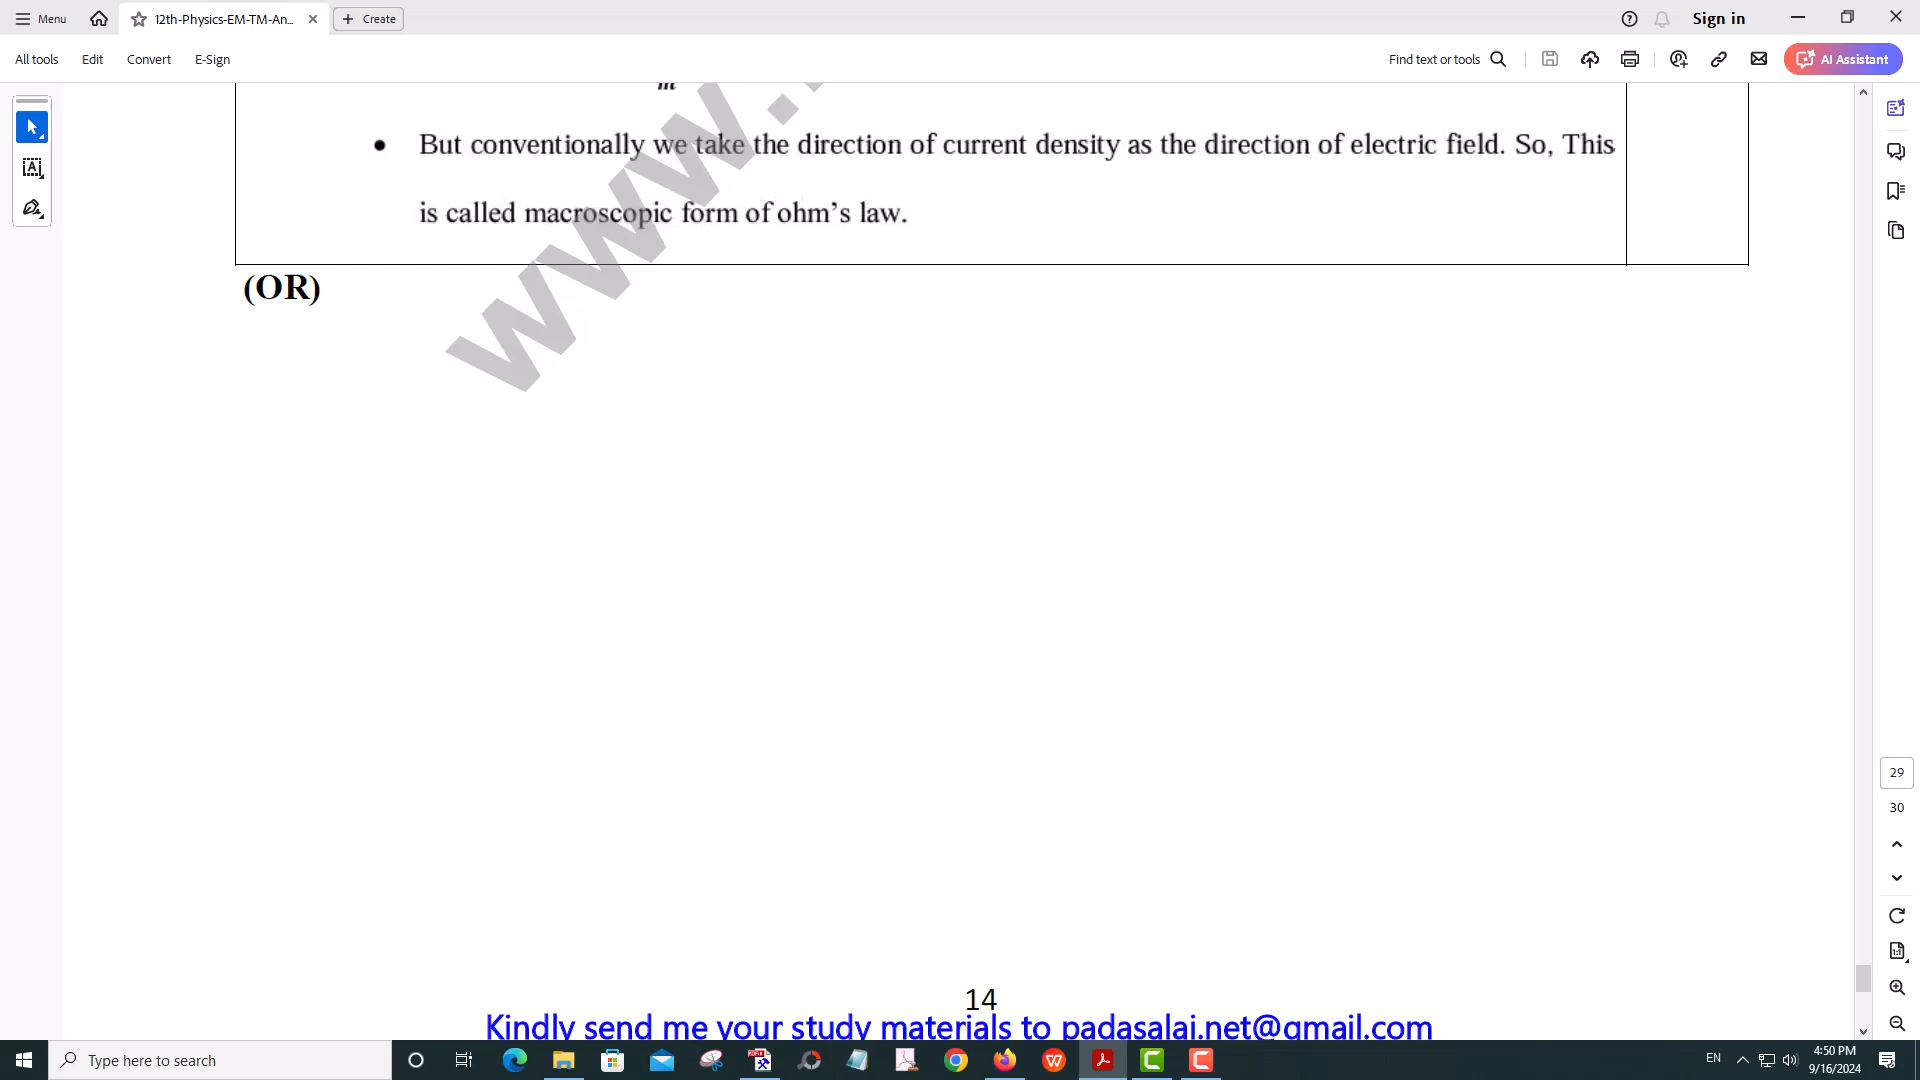 Menu
12th-Physics-EM-TM-An...
Create
Sign in
All tools
Edit
Convert
E-Sign
Find text or tools
AI Assistant
m
• But conventionally we take the direction of current density as the direction of electric field. So, This
is called macroscopic form of ohm's law.
(OR)
www.
29
30
14
Kindly send me your study materials to padasalai.net@gmail.com
Type here to search
EN
4:50 PM
9/16/2024